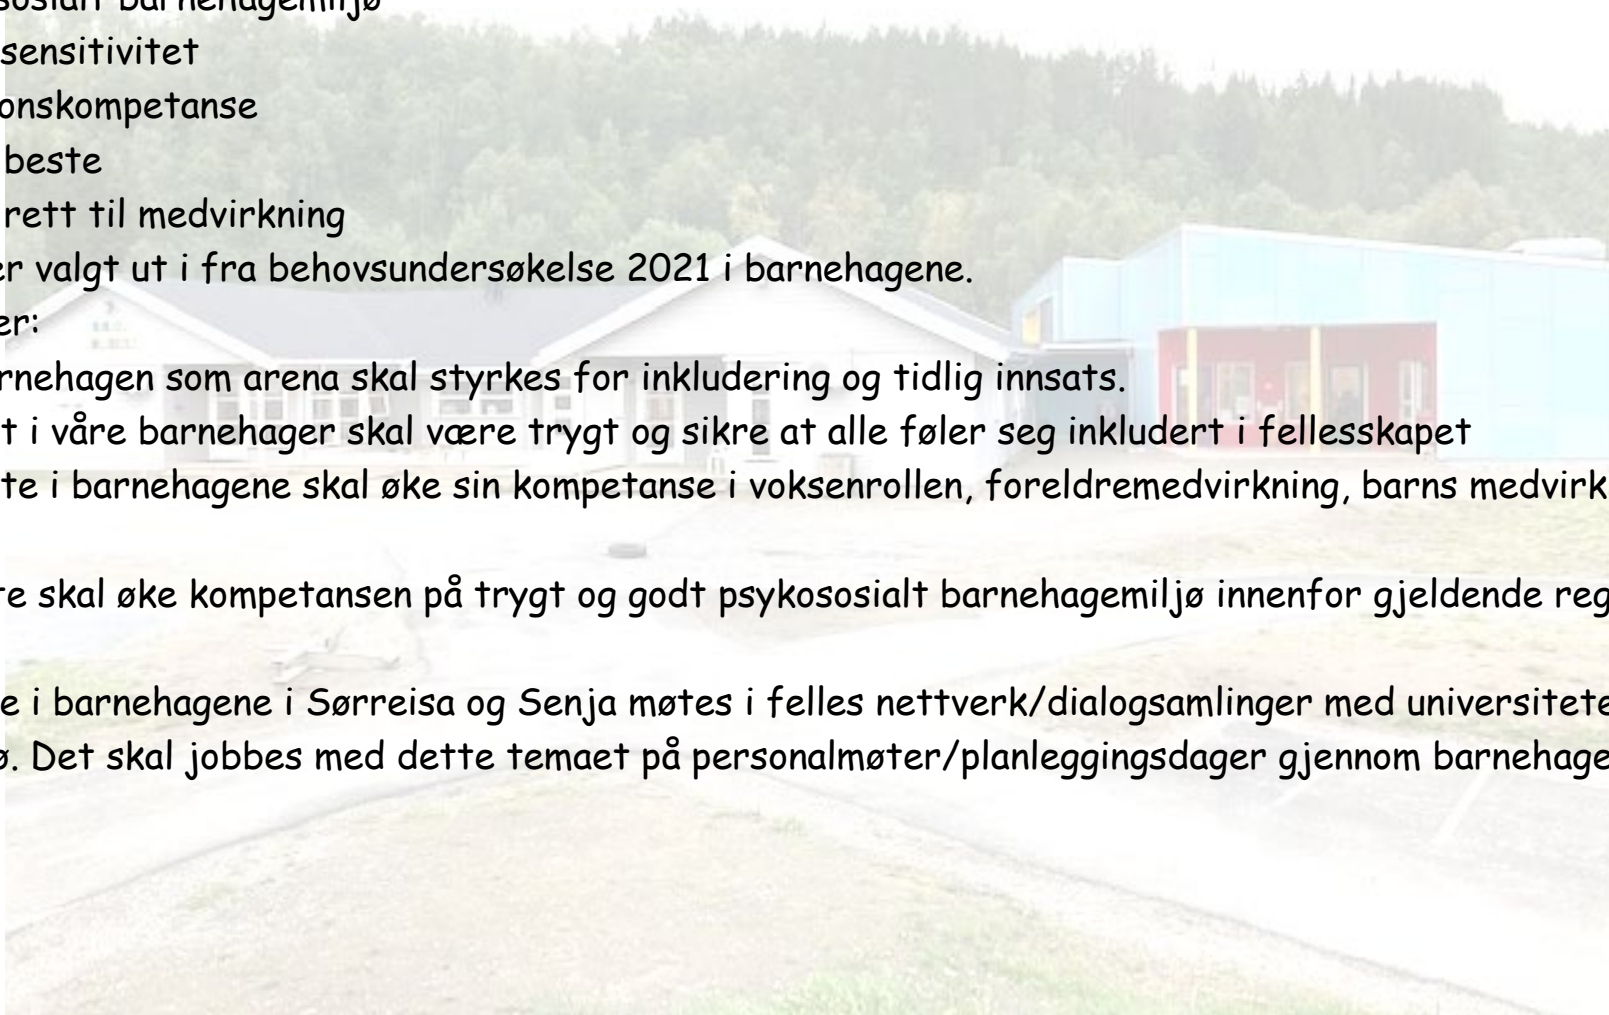 sosialt barnehagemiljø
sensitivitet
onskompetanse
beste
rett til medvirkning
er valgt ut i fra behovsundersøkelse 2021 i barnehagene.
er:
rnehagen som arena skal styrkes for inkludering og tidlig innsats.
t i våre barnehager skal være trygt og sikre at alle føler seg inkludert i fellesskapet
te i barnehagene skal øke sin kompetanse i voksenrollen, foreldremedvirkning, barns medvirk
te skal øke kompetansen på trygt og godt psykososialt barnehagemiljø innenfor gjeldende reg
e i barnehagene i Sørreisa og Senja møtes i felles nettverk/dialogsamlinger med universitete
ø. Det skal jobbes med dette temaet på personalmøter/planleggingsdager gjennom barnehage